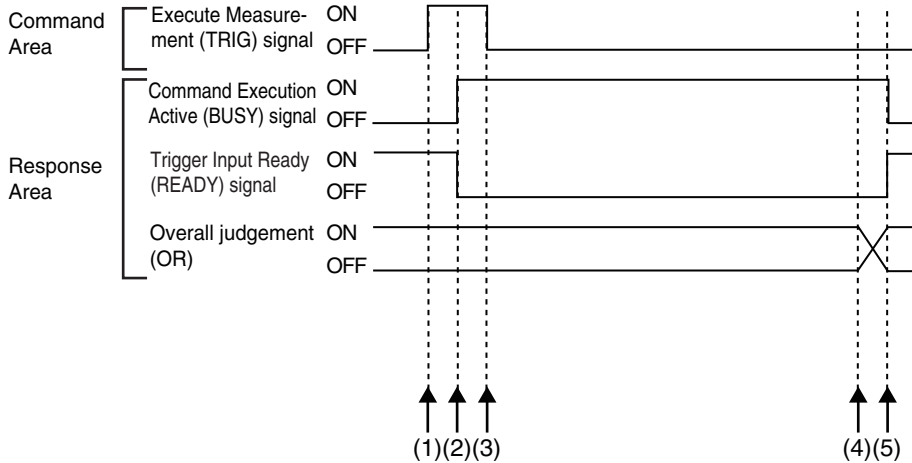 Command
Area
Execute Measure-
ment (TRIG) signal
ON
OFF
Response
Area
Command Execution
Active (BUSY) signal
ON
OFF
Trigger Input Ready
(READY) signal
ON
OFF
Overall judgement
(OR)
ON
OFF
(1)(2)(3)
(4)(5)